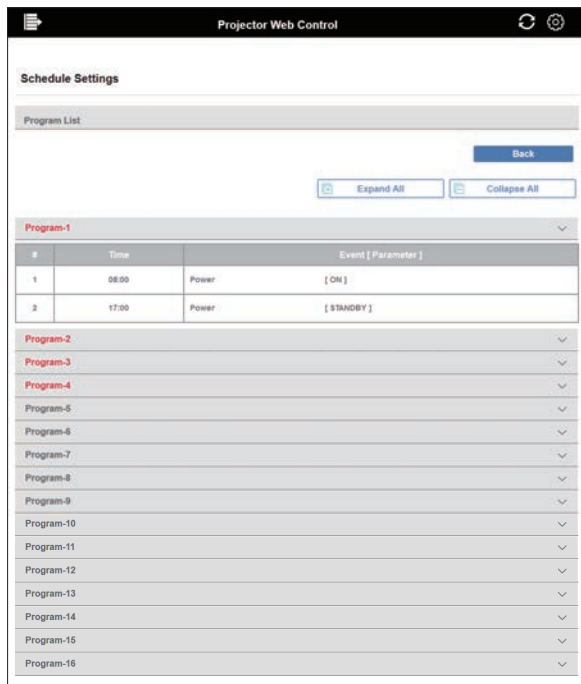 Projector Web Control
Schedule Settings
Program List
Back
Expand All Collapse All
Program-1
# Time Event [ Parameter ]
1 08:00 Power [ ON ]
2 17:00 Power [ STANDBY ]
Program-2
Program-3
Program-4
Program-5
Program-6
Program-7
Program-8
Program-9
Program-10
Program-11
Program-12
Program-13
Program-14
Program-15
Program-16